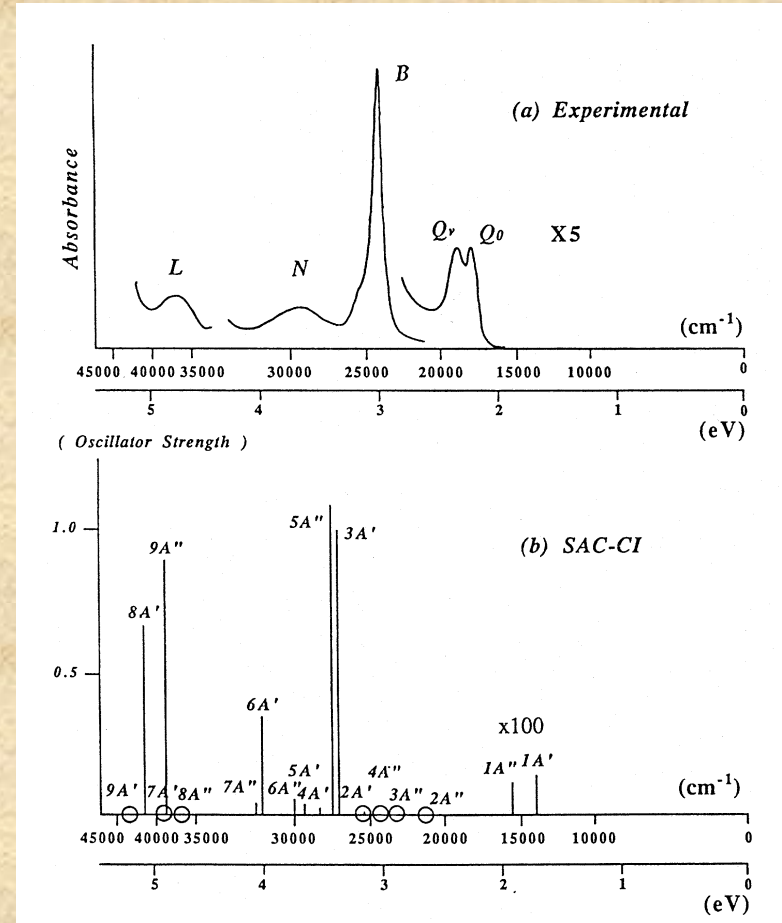 B
(a) Experimental
Absorbance
Qv Q0 X5
L N
(cm-1)
45000 40000 35000 30000 25000 20000 15000 10000 0
5 4 3 2 1 0
(eV)
( Oscillator Strength )
1.0
5A" 3A'
9A"
(b) SAC-CI
8A'
0.5
6A'
x100
5A' 4A" 1A" 1A'
9A' 7A' 8A" 7A" 6A" 4A' 2A' 3A" 2A"
(cm-1)
45000 40000 35000 30000 25000 20000 15000 10000 0
5 4 3 2 1 0
(eV)